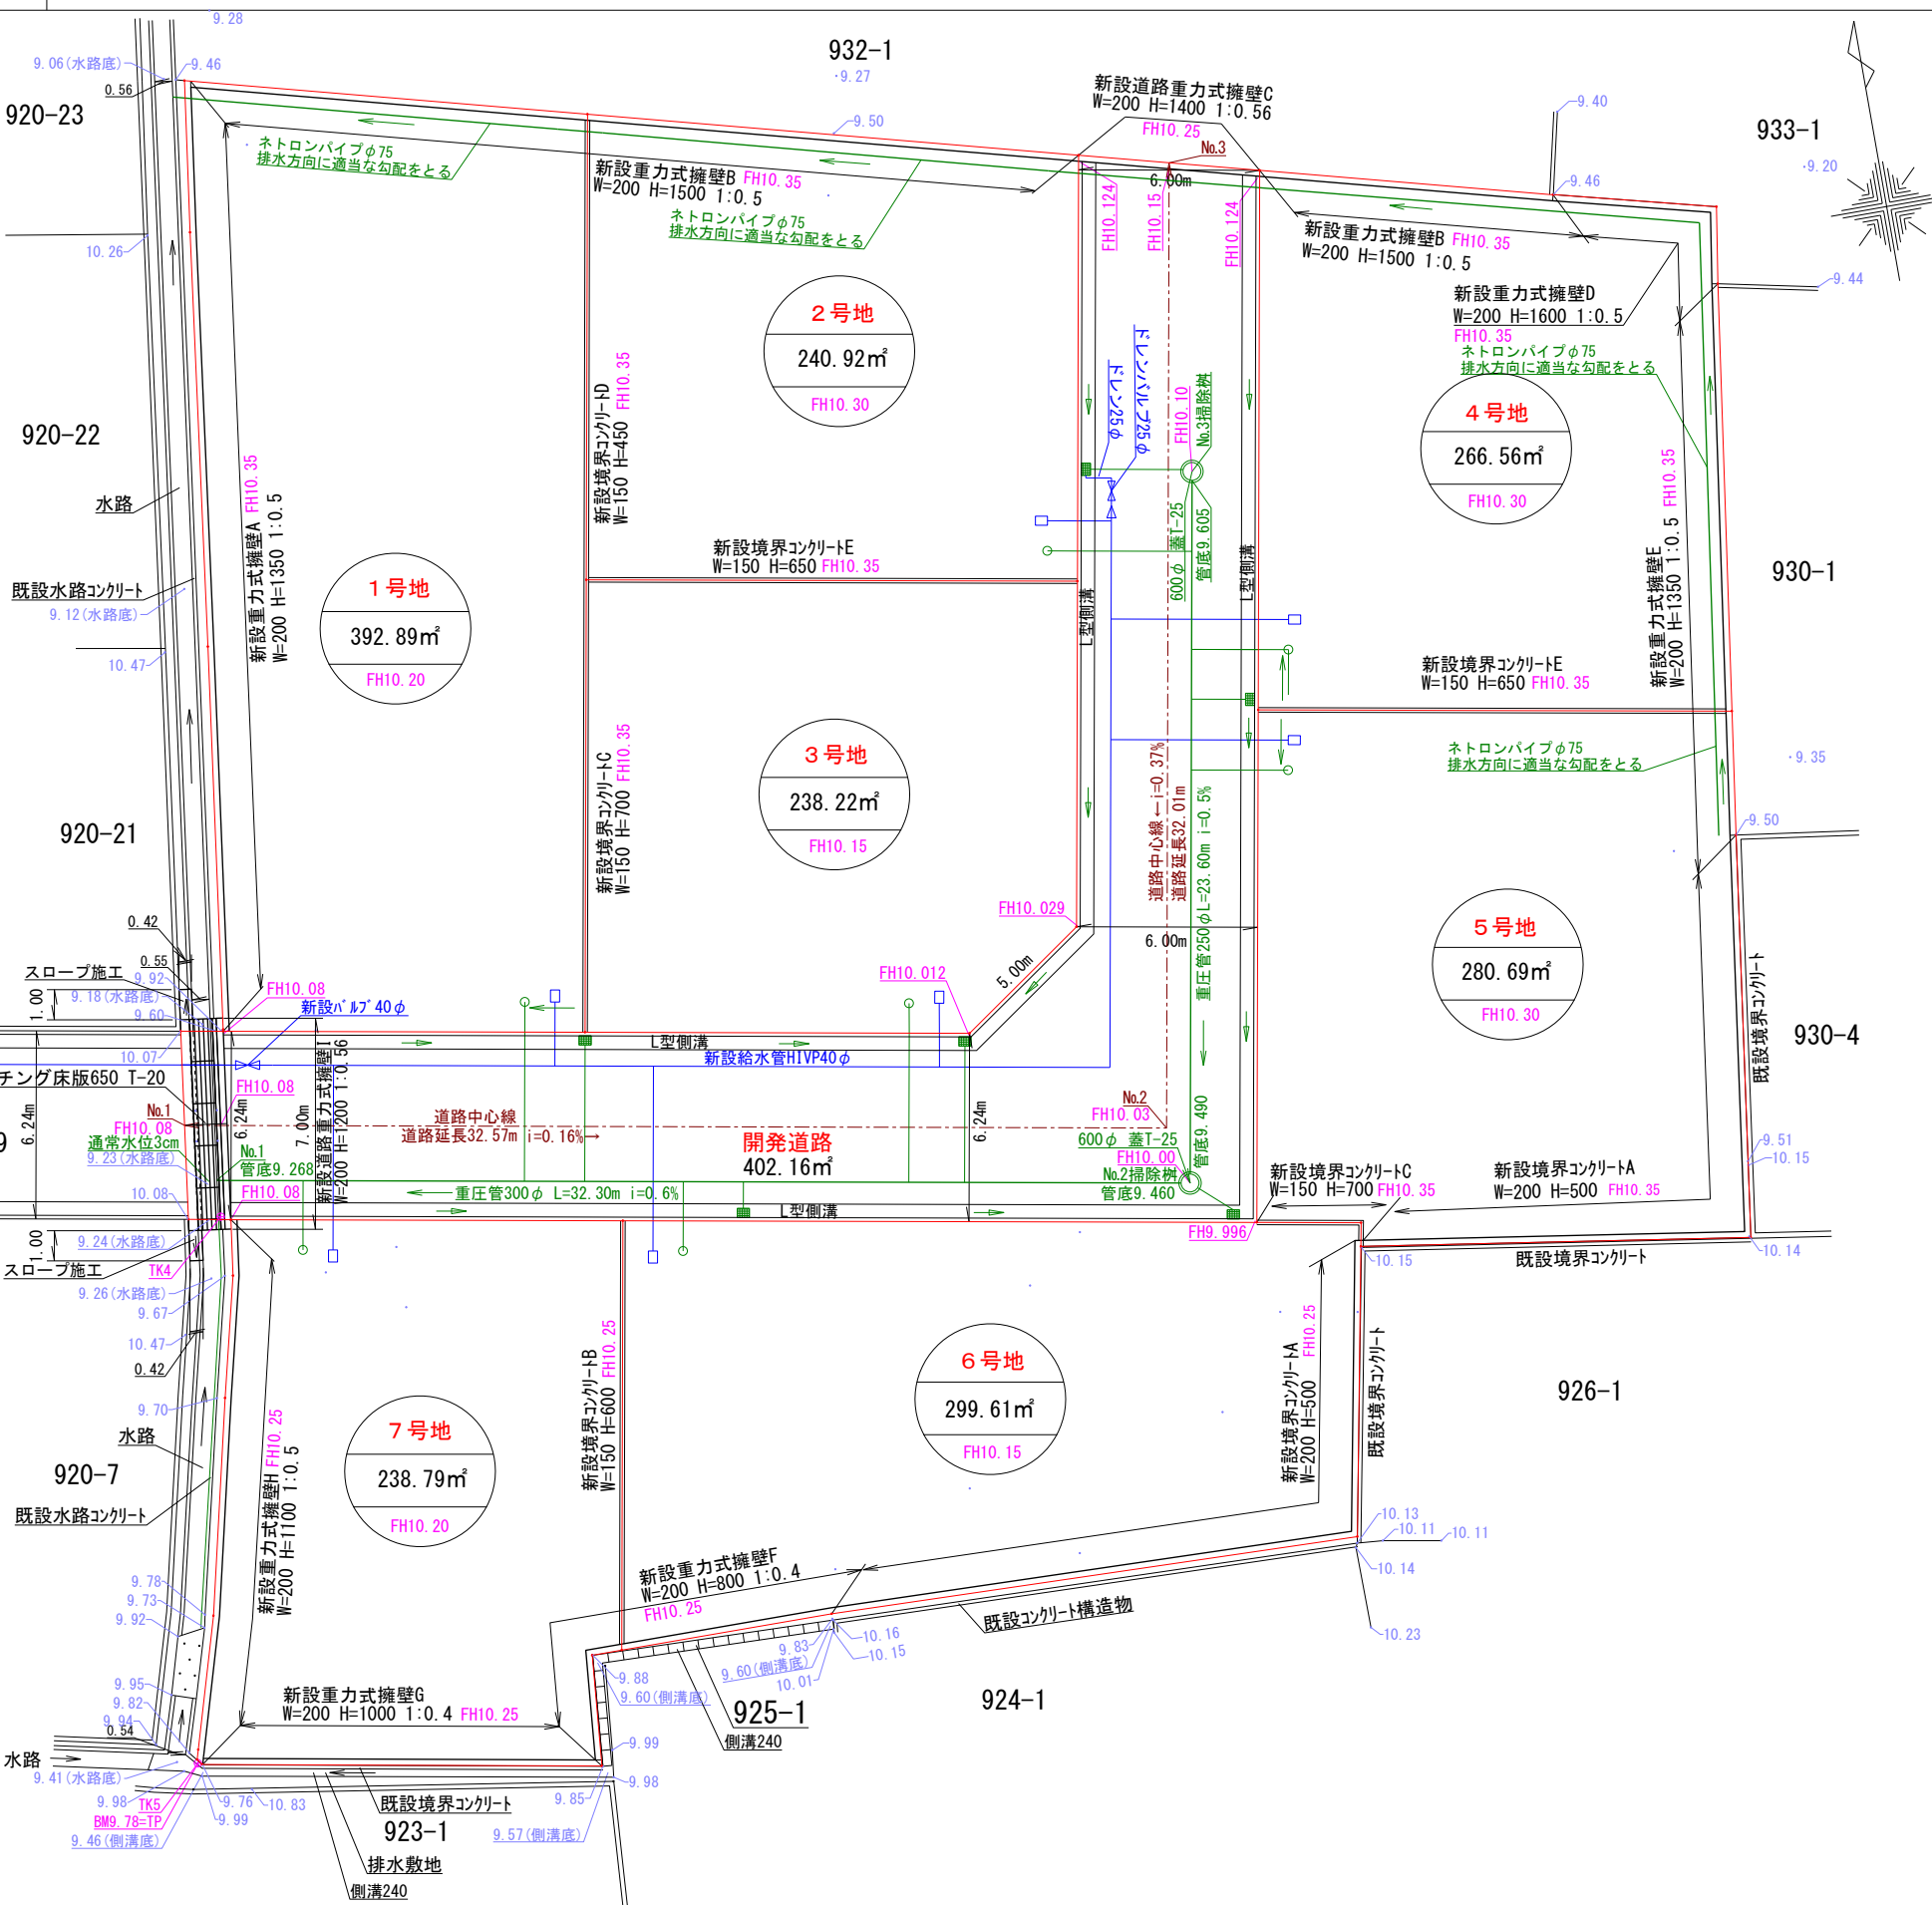 9.28
932-1
9.27
9.06(水路底)
9.46
0.56
920-23
新設道路重力式擁壁C
W=200 H=1400 1:0.56
FH10.25
No.3
9.50
9.40
933-1
9.20
ネトロンパイプφ75
排水方向に適当な勾配をとる
新設重力式擁壁B FH10.35
W=200 H=1500 1:0.5
ネトロンパイプφ75
排水方向に適当な勾配をとる
6.00m
FH10.124
FH10.15
FH10.124
9.46
新設重力式擁壁B FH10.35
W=200 H=1500 1:0.5
10.26
9.44
新設重力式擁壁D
W=200 H=1600 1:0.5
FH10.35
ネトロンパイプφ75
排水方向に適当な勾配をとる
2号地
240.92㎡
FH10.30
新設境界コンクリートD
W=150 H=450 FH10.35
ドレン25φ
ドレンバルブ25φ
FH10.10
No.3掃除桝
600φ 蓋T-25
管底9.605
4号地
266.56㎡
FH10.30
920-22
水路
新設重力式擁壁A FH10.35
W=200 H=1350 1:0.5
既設水路コンクリート
9.12(水路底)
10.47
1号地
392.89㎡
FH10.20
新設境界コンクリートE
W=150 H=650 FH10.35
L型側溝
L型側溝
新設重力式擁壁E
W=200 H=1350 1:0.5 FH10.35
930-1
新設境界コンクリートE
W=150 H=650 FH10.35
新設境界コンクリートC
W=150 H=700 FH10.35
3号地
238.22㎡
FH10.15
道路中心線 ←i=0.37%
道路延長32.01m
重圧管250φL=23.60m i=0.5%
ネトロンパイプφ75
排水方向に適当な勾配をとる
9.35
920-21
9.50
0.42
0.55
スロープ施工
9.92
9.18(水路底)
9.60
1.00
FH10.08
新設バルブ40φ
FH10.029
6.00m
5.00m
FH10.012
5号地
280.69㎡
FH10.30
既設境界コンクリート
930-4
10.07
L型側溝
新設給水管HIVP40φ
チング床版650 T-20
FH10.08
6.24m
No.1
FH10.08
通常水位3cm
9.23(水路底)
6.24m
7.00m
新設道路重力式擁壁I
W=200 H=1200 1:0.56
No.1
管底9.268
道路中心線
道路延長32.57m i=0.16%→
開発道路
402.16㎡
6.24m
No.2
FH10.03
600φ 蓋T-25
FH10.00
No.2掃除桝
管底9.460
管底9.490
9
9.51
10.15
10.08
FH10.08
重圧管300φ L=32.30m i=0.6%
L型側溝
新設境界コンクリートC
W=150 H=700 FH10.35
新設境界コンクリートA
W=200 H=500 FH10.35
FH9.996
1.00
9.24(水路底)
スロープ施工
TK4
9.26(水路底)
9.67
10.47
0.42
10.15
既設境界コンクリート
10.14
9.70
水路
920-7
既設水路コンクリート
新設重力式擁壁H FH10.25
W=200 H=1100 1:0.5
7号地
238.79㎡
FH10.20
新設境界コンクリートB
W=150 H=600 FH10.25
6号地
299.61㎡
FH10.15
新設境界コンクリートA
W=200 H=500 FH10.25
既設境界コンクリート
926-1
10.13
10.11
10.11
10.14
10.23
新設重力式擁壁F
W=200 H=800 1:0.4
FH10.25
既設コンクリート構造物
9.78
9.73
9.92
9.83
9.60(側溝底)
10.01
10.16
10.15
9.88
9.60(側溝底)
924-1
925-1
側溝240
9.95
9.82
9.94
0.54
新設重力式擁壁G
W=200 H=1000 1:0.4 FH10.25
9.99
9.98
水路
9.41(水路底)
9.98
TK5
BM9.78=TP
9.46(側溝底)
9.76
9.99
10.83
9.85
9.57(側溝底)
既設境界コンクリート
923-1
排水敷地
側溝240